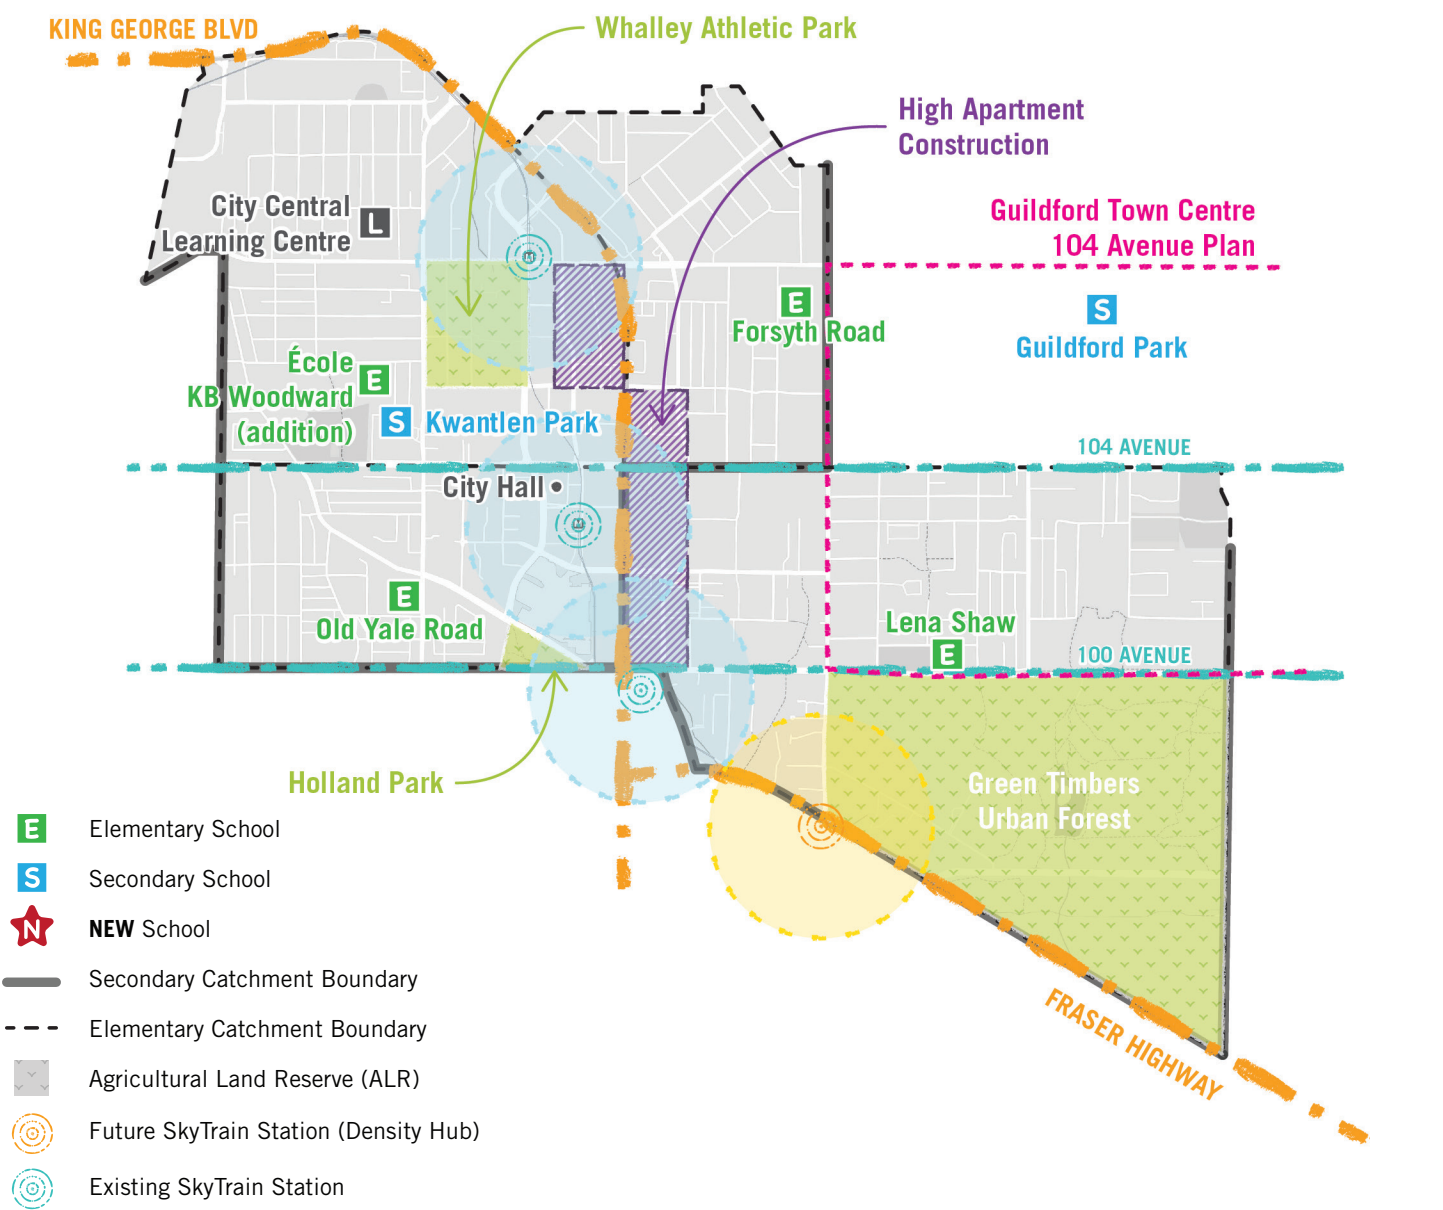 KING GEORGE BLVD
Whalley Athletic Park
High Apartment
Construction
City Central
Learning Centre
L
Guildford Town Centre
104 Avenue Plan
E
Forsyth Road
S
Guildford Park
École
KB Woodward
(addition)
E
S
Kwantlen Park
104 AVENUE
City Hall
E
Old Yale Road
Lena Shaw
E
100 AVENUE
Holland Park
Green Timbers
Urban Forest
FRASER HIGHWAY
E
Elementary School
S
Secondary School
N
NEW School
Secondary Catchment Boundary
Elementary Catchment Boundary
Agricultural Land Reserve (ALR)
Future SkyTrain Station (Density Hub)
Existing SkyTrain Station